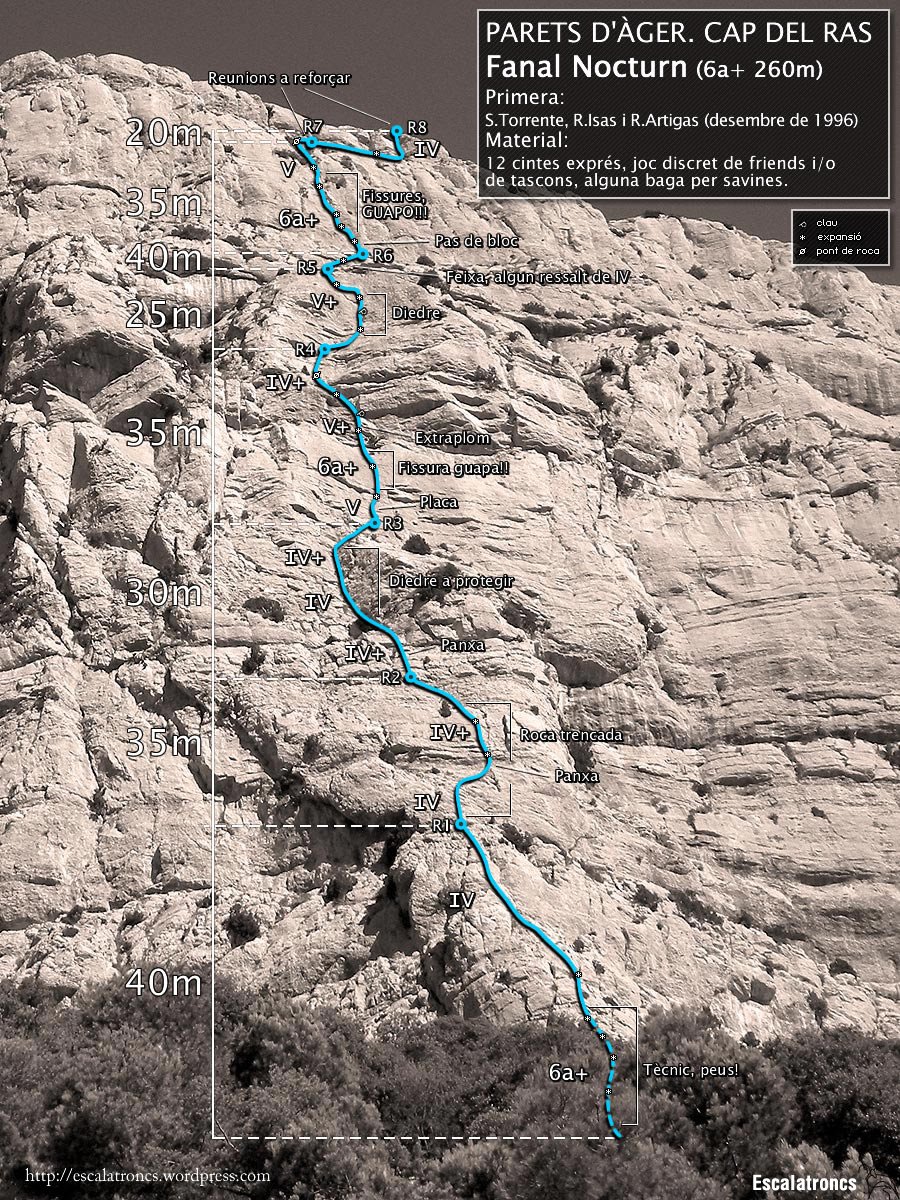 PARETS D'ÀGER. CAP DEL RAS
Fanal Nocturn (6a+ 260m)
Primera:
S.Torrente, R.Isas i R.Artigas (desembre de 1996)
Material:
12 cintes exprés, joc discret de friends i/o
de tascons, alguna baga per savines.
clau
expansió
pont de roca
Reunions a reforçar
20m
R7
R8
IV
V
35m
Fissures,
GUAPO!!!
6a+
Pas de bloc
40m
R6
R5
Feixa, algun ressalt de IV
V+
25m
Diedre
R4
IV+
V+
35m
Extraplom
6a+
Fissura guapa!!
V
Placa
R3
IV+
Diedre a protegir
30m
IV
IV+
Panxa
R2
IV+
Roca trencada
35m
Panxa
IV
R1
IV
40m
6a+
Tècnic, peus!
http://escalatroncs.wordpress.com
Escalatroncs